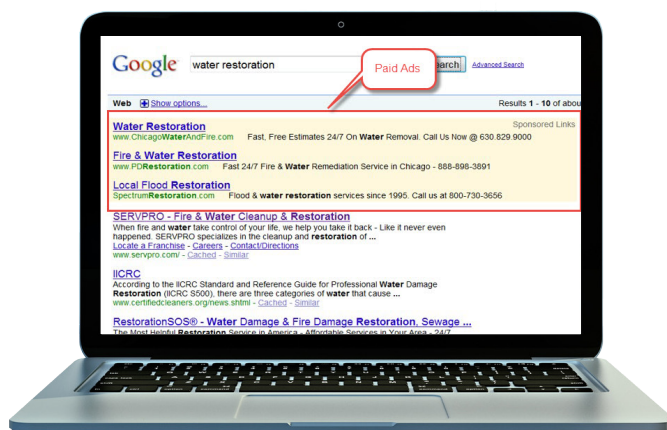 Google water restoration earch Advanced Search
Paid Ads
Web Show options... Results 1 - 10 of abou
Water Restoration Sponsored Links
www.ChicagoWaterAndFire.com Fast, Free Estimates 24/7 On Water Removal. Call Us Now @ 630.829.9000
Fire & Water Restoration
www.PDRestoration.com Fast 24/7 Fire & Water Remediation Service in Chicago - 888-898-3891
Local Flood Restoration
SpectrumRestoration.com Flood & water restoration services since 1995. Call us at 800-730-3656
SERVPRO - Fire & Water Cleanup & Restoration
When fire and water take control of your life, we help you take it back - Like it never even
happened. SERVPRO specializes in the cleanup and restoration of ...
Locate a Franchise - Careers - Contact/Directions
www.servpro.com/ - Cached - Similar
IICRC
According to the IICRC Standard and Reference Guide for Professional Water Damage
Restoration (IICRC S500), there are three categories of water that cause ...
www.certifiedcleaners.org/news.shtml - Cached - Similar
RestorationSOS® - Water Damage & Fire Damage Restoration, Sewage ...
The Most Helpful Restoration Service in America - Affordable Services in Your Area - 24/7